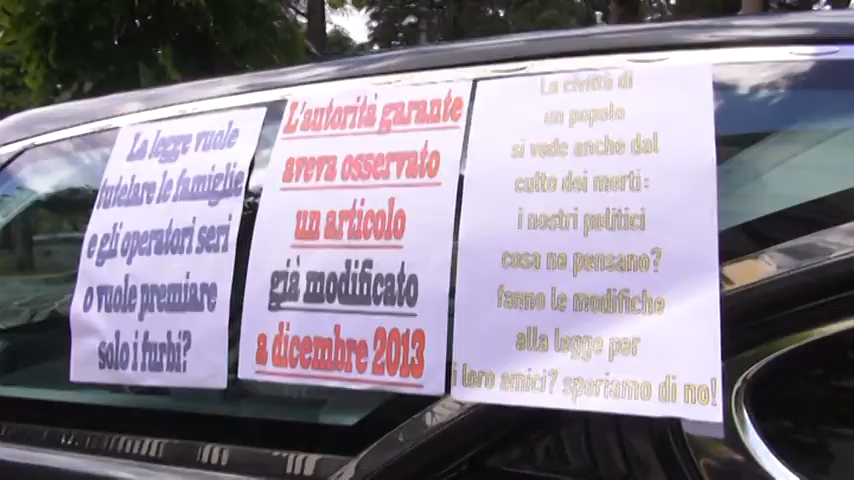 La legge vuole
tutelare le famiglie
e gli operatori seri
o vuole premiare
solo i furbi?
L'autorità garante
aveva osservato
un articolo
già modificato
a dicembre 2013
La civiltà di
un popolo
si vede anche dal
culto dei morti:
i nostri politici
cosa ne pensano?
fanno le modifiche
alla legge per
i loro amici? speriamo di no!